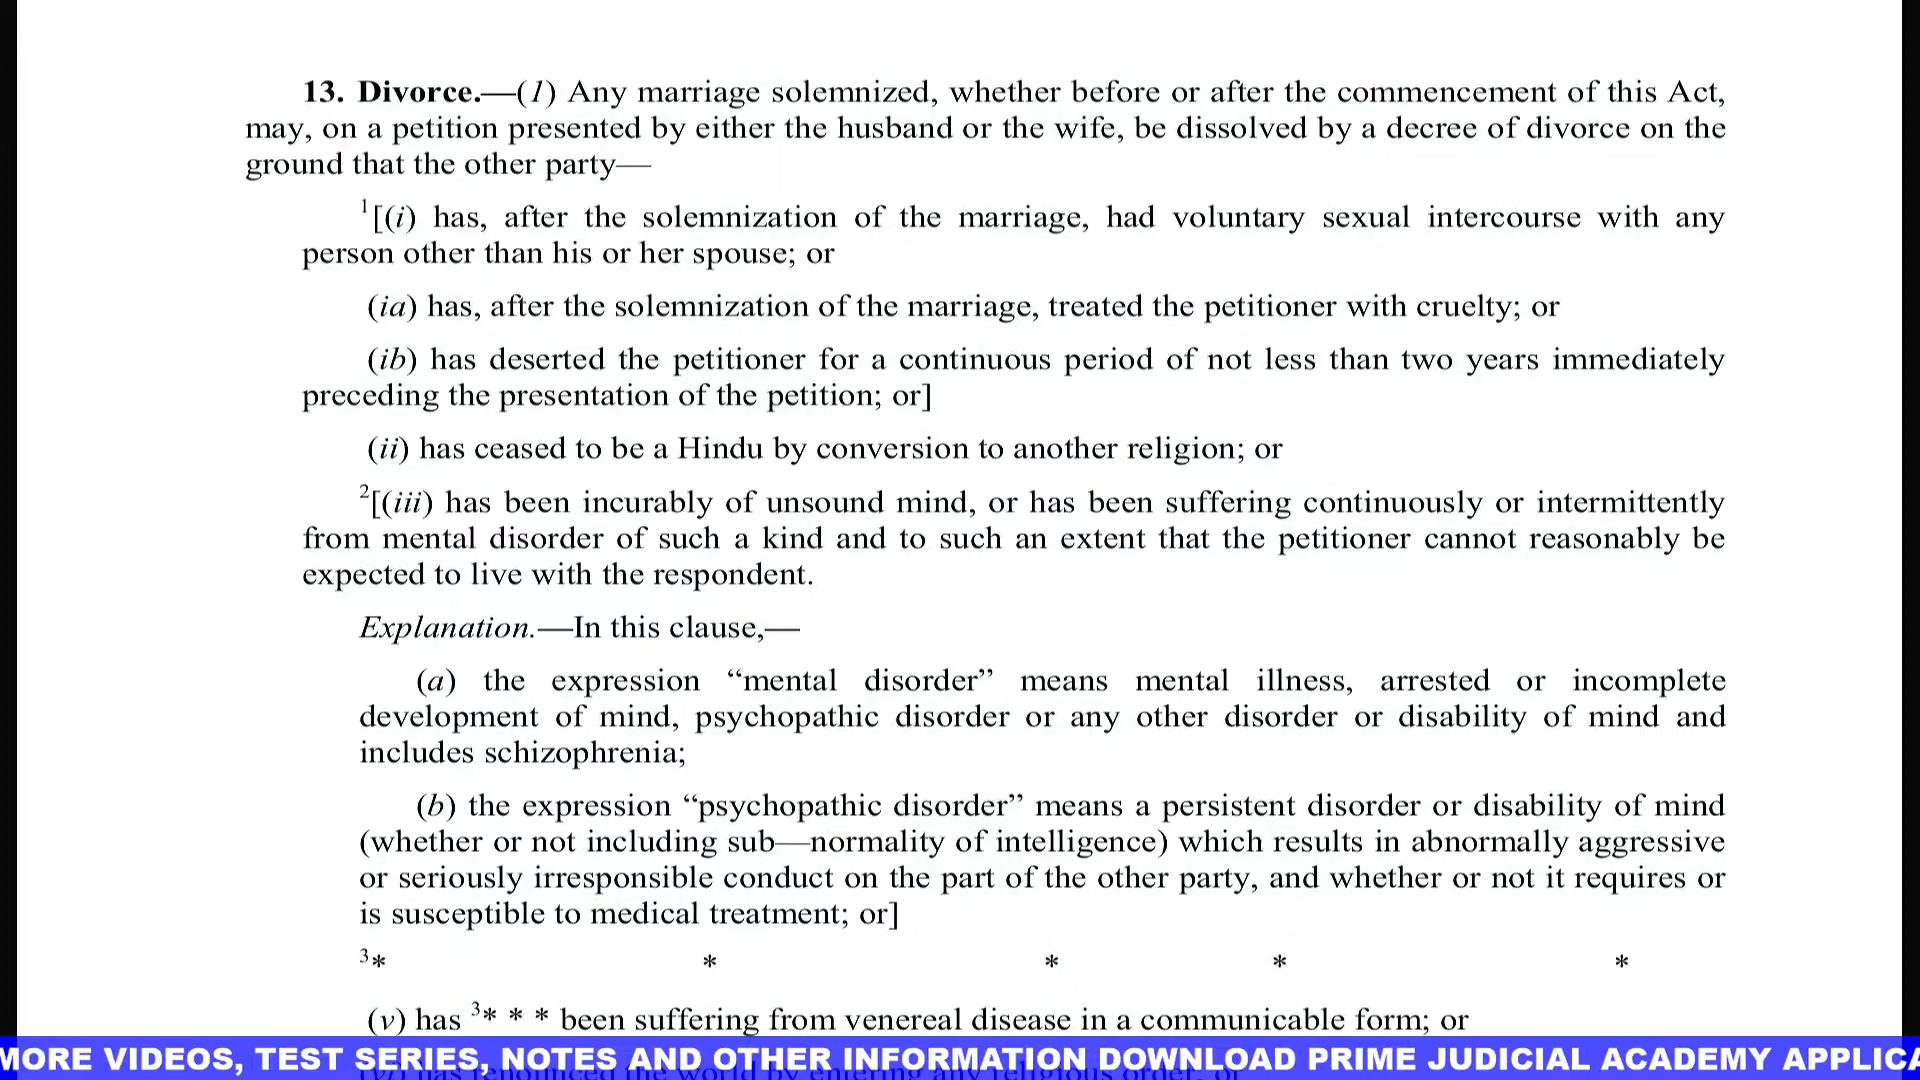 13. Divorce.—(1) Any marriage solemnized, whether before or after the commencement of this Act,
may, on a petition presented by either the husband or the wife, be dissolved by a decree of divorce on the
ground that the other party—
1[(i) has, after the solemnization of the marriage, had voluntary sexual intercourse with any
person other than his or her spouse; or
(ia) has, after the solemnization of the marriage, treated the petitioner with cruelty; or
(ib) has deserted the petitioner for a continuous period of not less than two years immediately
preceding the presentation of the petition; or]
(ii) has ceased to be a Hindu by conversion to another religion; or
2[(iii) has been incurably of unsound mind, or has been suffering continuously or intermittently
from mental disorder of such a kind and to such an extent that the petitioner cannot reasonably be
expected to live with the respondent.
Explanation.—In this clause,—
(a) the expression “mental disorder” means mental illness, arrested or incomplete
development of mind, psychopathic disorder or any other disorder or disability of mind and
includes schizophrenia;
(b) the expression “psychopathic disorder” means a persistent disorder or disability of mind
(whether or not including sub—normality of intelligence) which results in abnormally aggressive
or seriously irresponsible conduct on the part of the other party, and whether or not it requires or
is susceptible to medical treatment; or]
3* * * * *
(v) has 3* * * been suffering from venereal disease in a communicable form; or
MORE VIDEOS, TEST SERIES, NOTES AND OTHER INFORMATION DOWNLOAD PRIME JUDICIAL ACADEMY APPLICA